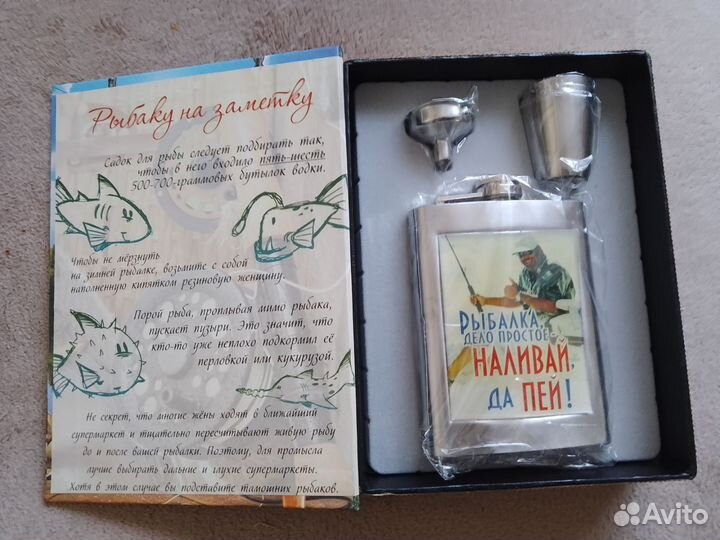 Рыбаку на заметку
Садок для рыбы следует подбирать так,
чтобы в него входило пять-шесть
500-700-граммовых бутылок водки.
Чтобы не мёрзнуть
на зимней рыбалке, возьмите с собой
наполненную кипятком резиновую женщину.
Порой рыба, проплывая мимо рыбака,
пускает пузыри. Это значит, что
кто-то уже неплохо подкормил её
перловкой или кукурузой.
Не секрет, что многие жёны ходят в ближайший
супермаркет и тщательно пересчитывают живую рыбу
до и после вашей рыбалки. Поэтому, для промысла
лучше выбирать дальние и глухие супермаркеты.
Хотя в этом случае вы подставите тамошних рыбаков.
РЫБАЛКА,
ДЕЛО ПРОСТОЕ
НАЛИВАЙ,
ДА ПЕЙ!
Avito